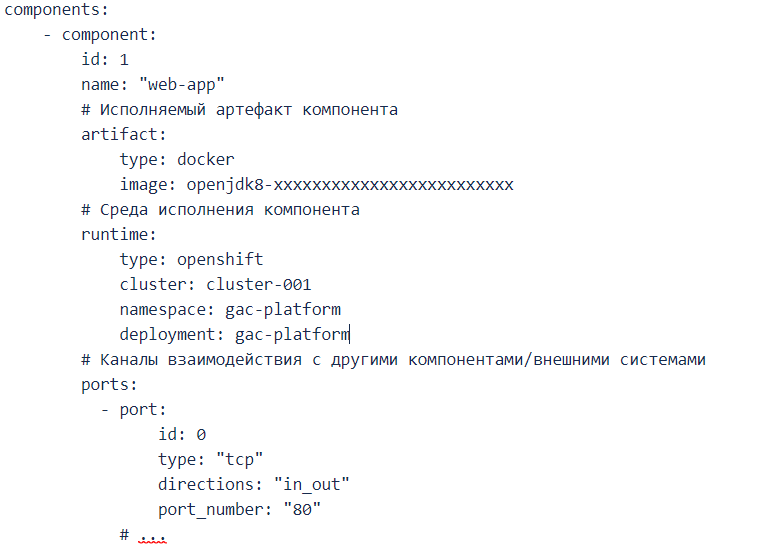 components:
    - component:
        id: 1
        name: "web-app"
        # Исполняемый артефакт компонента
        artifact:
            type: docker
            image: openjdk8-xxxxxxxxxxxxxxxxxxxxxxxxx
        # Среда исполнения компонента
        runtime:
            type: openshift
            cluster: cluster-001
            namespace: gac-platform
            deployment: gac-platform
        # Каналы взаимодействия с другими компонентами/внешними системами
        ports:
          - port:
                id: 0
                type: "tcp"
                directions: "in_out"
                port_number: "80"
            # ...